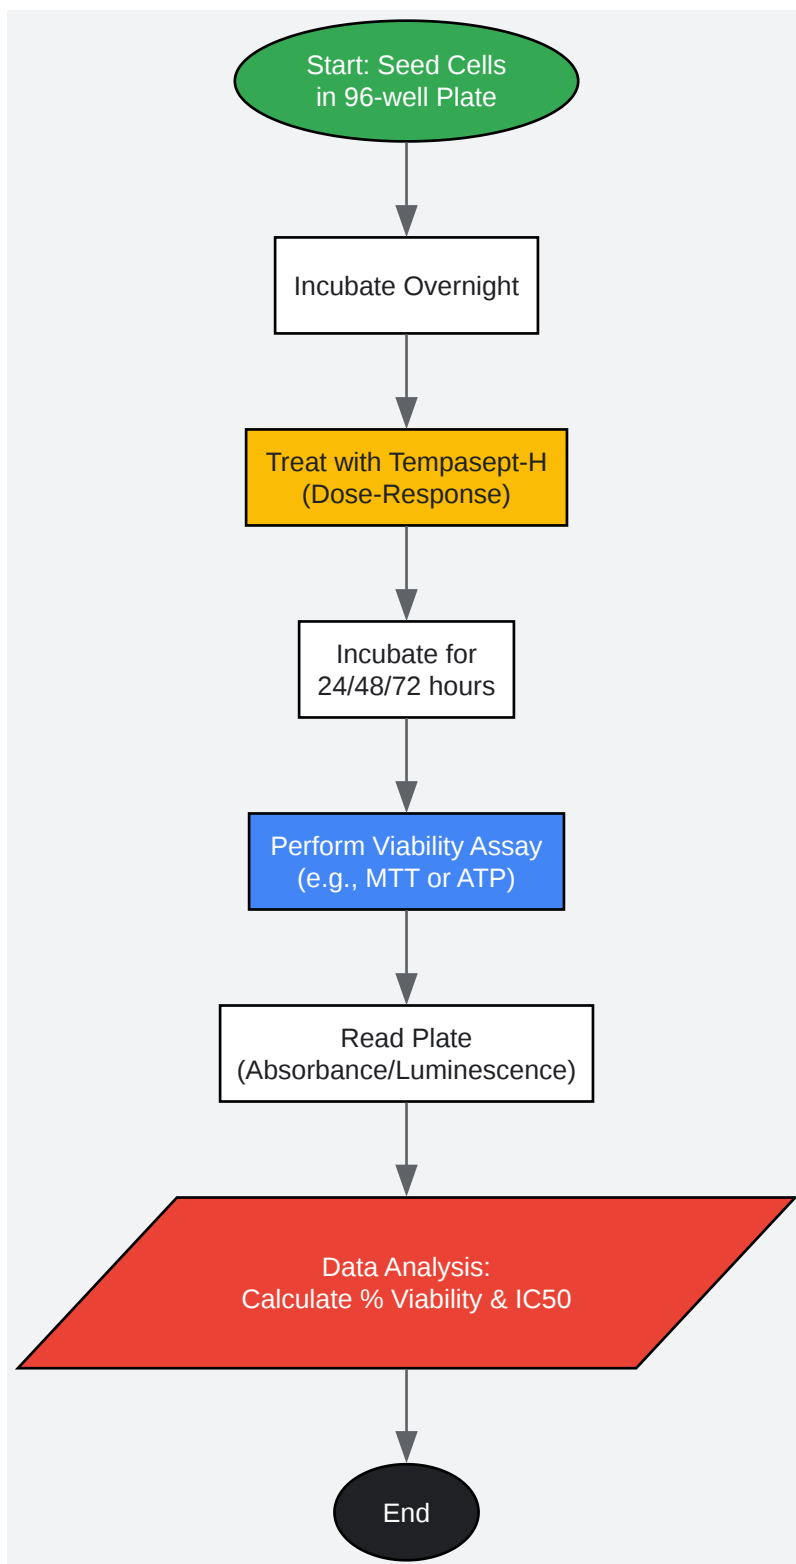 Start: Seed Cells
in 96-well Plate
Incubate Overnight
Treat with Tempasept-H
(Dose-Response)
Incubate for
24/48/72 hours
Perform Viability Assay
(e.g., MTT or ATP)
Read Plate
(Absorbance/Luminescence)
Data Analysis:
Calculate % Viability & IC50
End